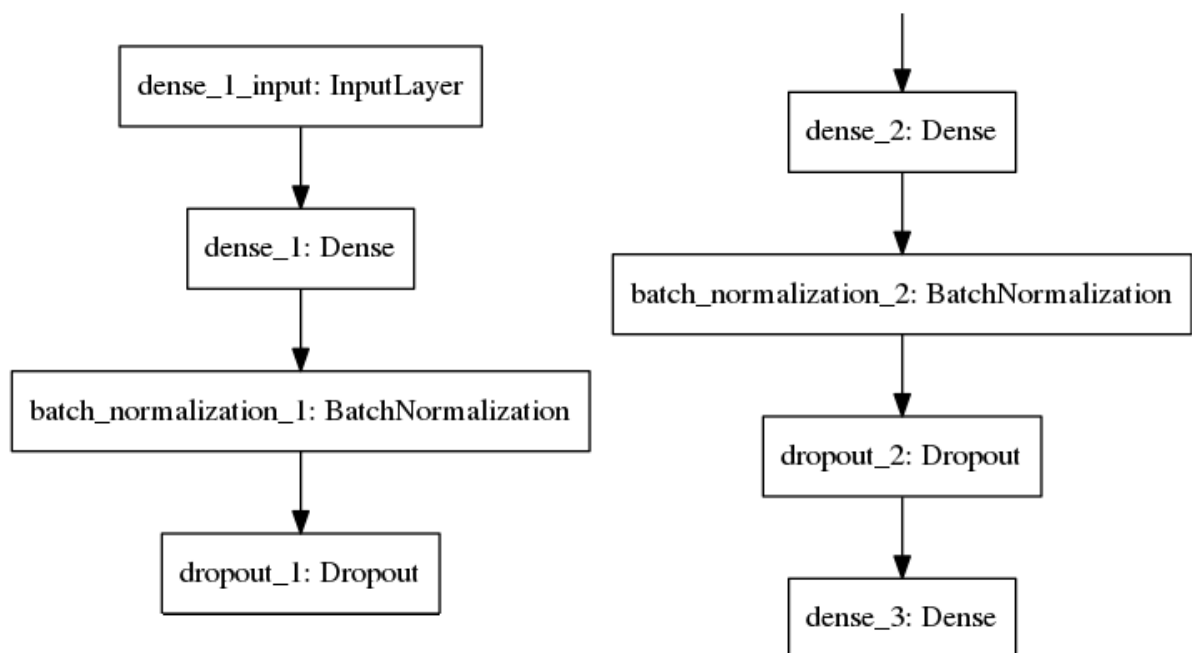 dense_1_input: InputLayer
dense_1: Dense
batch_normalization_1: BatchNormalization
dropout_1: Dropout
dense_2: Dense
batch_normalization_2: BatchNormalization
dropout_2: Dropout
dense_3: Dense